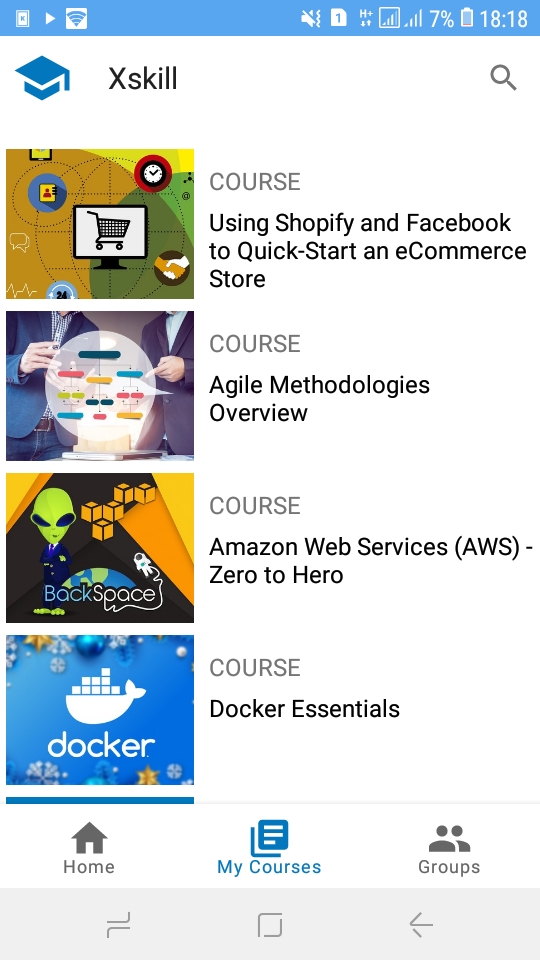 1 H+ 7% 18:18
Xskill
COURSE
Using Shopify and Facebook
to Quick-Start an eCommerce
Store
24
COURSE
Agile Methodologies
Overview
COURSE
Amazon Web Services (AWS) -
Zero to Hero
BackSpace
COURSE
Docker Essentials
docker
Home My Courses Groups